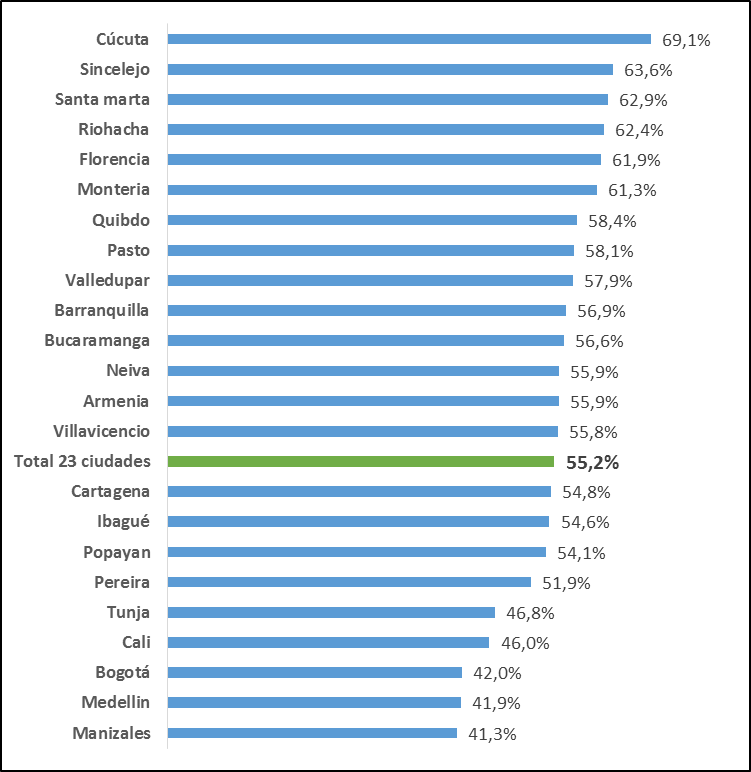 Cúcuta 69,1%
Sincelejo 63,6%
Santa marta 62,9%
Riohacha 62,4%
Florencia 61,9%
Monteria 61,3%
Quibdo 58,4%
Pasto 58,1%
Valledupar 57,9%
Barranquilla 56,9%
Bucaramanga 56,6%
Neiva 55,9%
Armenia 55,9%
Villavicencio 55,8%
Total 23 ciudades 55,2%
Cartagena 54,8%
Ibagué 54,6%
Popayan 54,1%
Pereira 51,9%
Tunja 46,8%
Cali 46,0%
Bogotá 42,0%
Medellin 41,9%
Manizales 41,3%